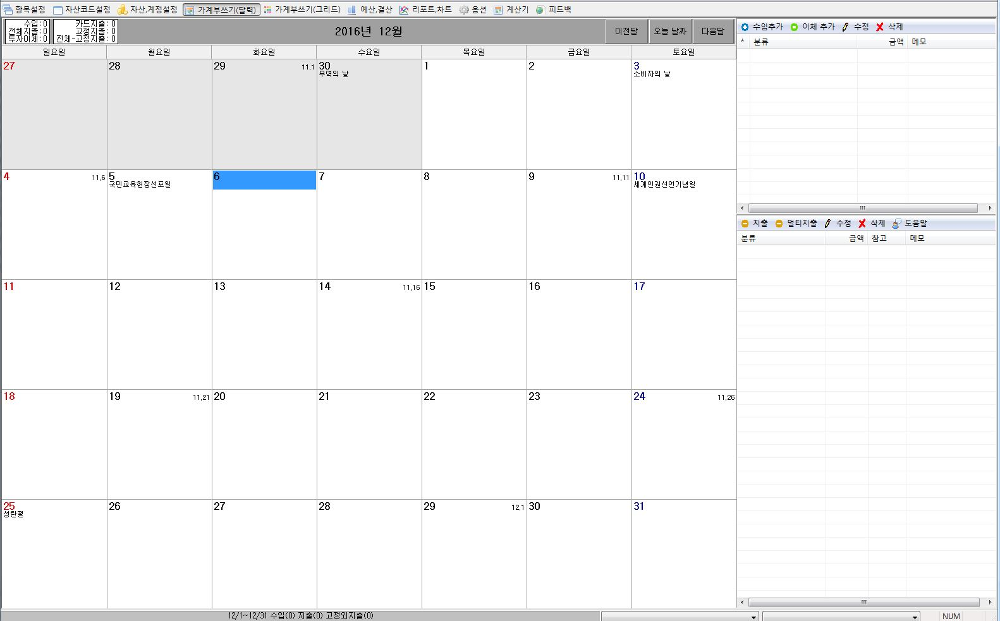 항목설정 자산코드설정 자산,계정설정 가계부쓰기(달력) 가계부쓰기(그리드) 예산,결산 리포트,차트 옵션 계산기 피드백
수입: 0
전체지출: 0
투자이체: 0
카드지출: 0
고정지출: 0
전체-고정지출: 0
2016년 12월
이전달 오늘 날짜 다음달
일요일 월요일 화요일 수요일 목요일 금요일 토요일
27 28 29 11,1 30 1 2 3
무역의 날 소비자의 날
4 11,6 5 6 7 8 9 11,11 10
국민교육헌장선포일 세계인권선언기념일
11 12 13 14 11,16 15 16 17
18 19 11,21 20 21 22 23 24 11,26
25 26 27 28 29 12,1 30 31
성탄절
12/1~12/31 수입(0) 지출(0) 고정외지출(0)
수입추가 이체 추가 수정 삭제
* 분류 금액 메모
지출 멀티지출 수정 삭제 도움말
분류 금액 참고 메모
NUM